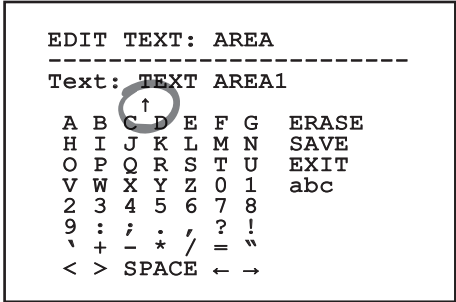 EDIT TEXT: AREA
------------------------
Text: TEXT AREA1
↑
A B C D E F G ERASE
H I J K L M N SAVE
O P Q R S T U EXIT
V W X Y Z 0 1 abc
2 3 4 5 6 7 8
9 : ; . , ? !
‵ + - * / = ‶
< > SPACE ← →